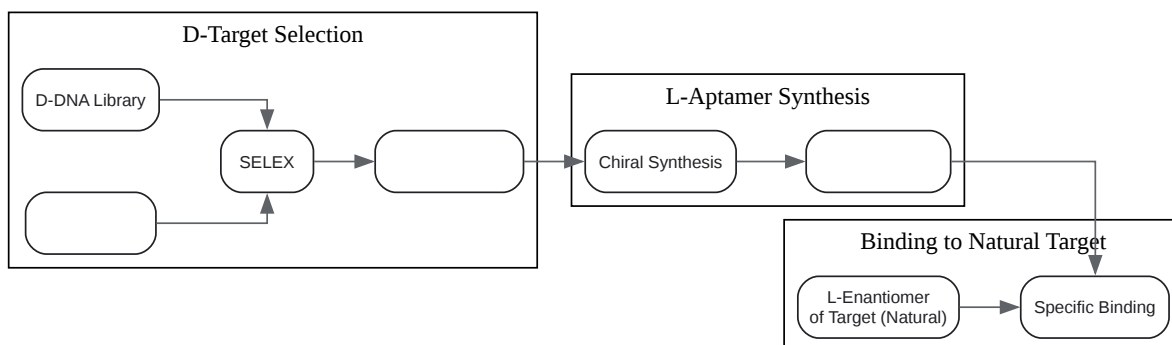 D-Target Selection
D-DNA Library
SELEX
L-Aptamer Synthesis
Chiral Synthesis
Binding to Natural Target
L-Enantiomer
of Target (Natural)
Specific Binding